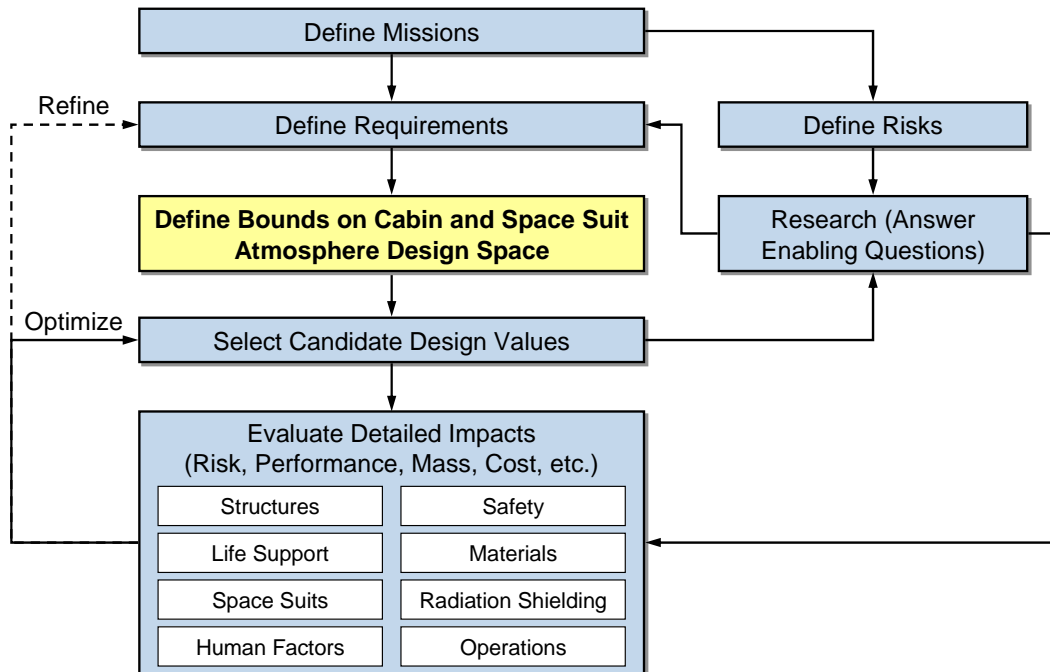 Define Missions
Refine
Define Requirements
Define Risks
Define Bounds on Cabin and Space Suit
Atmosphere Design Space
Research (Answer
Enabling Questions)
Optimize
Select Candidate Design Values
Evaluate Detailed Impacts
(Risk, Performance, Mass, Cost, etc.)
Structures
Safety
Life Support
Materials
Space Suits
Radiation Shielding
Human Factors
Operations